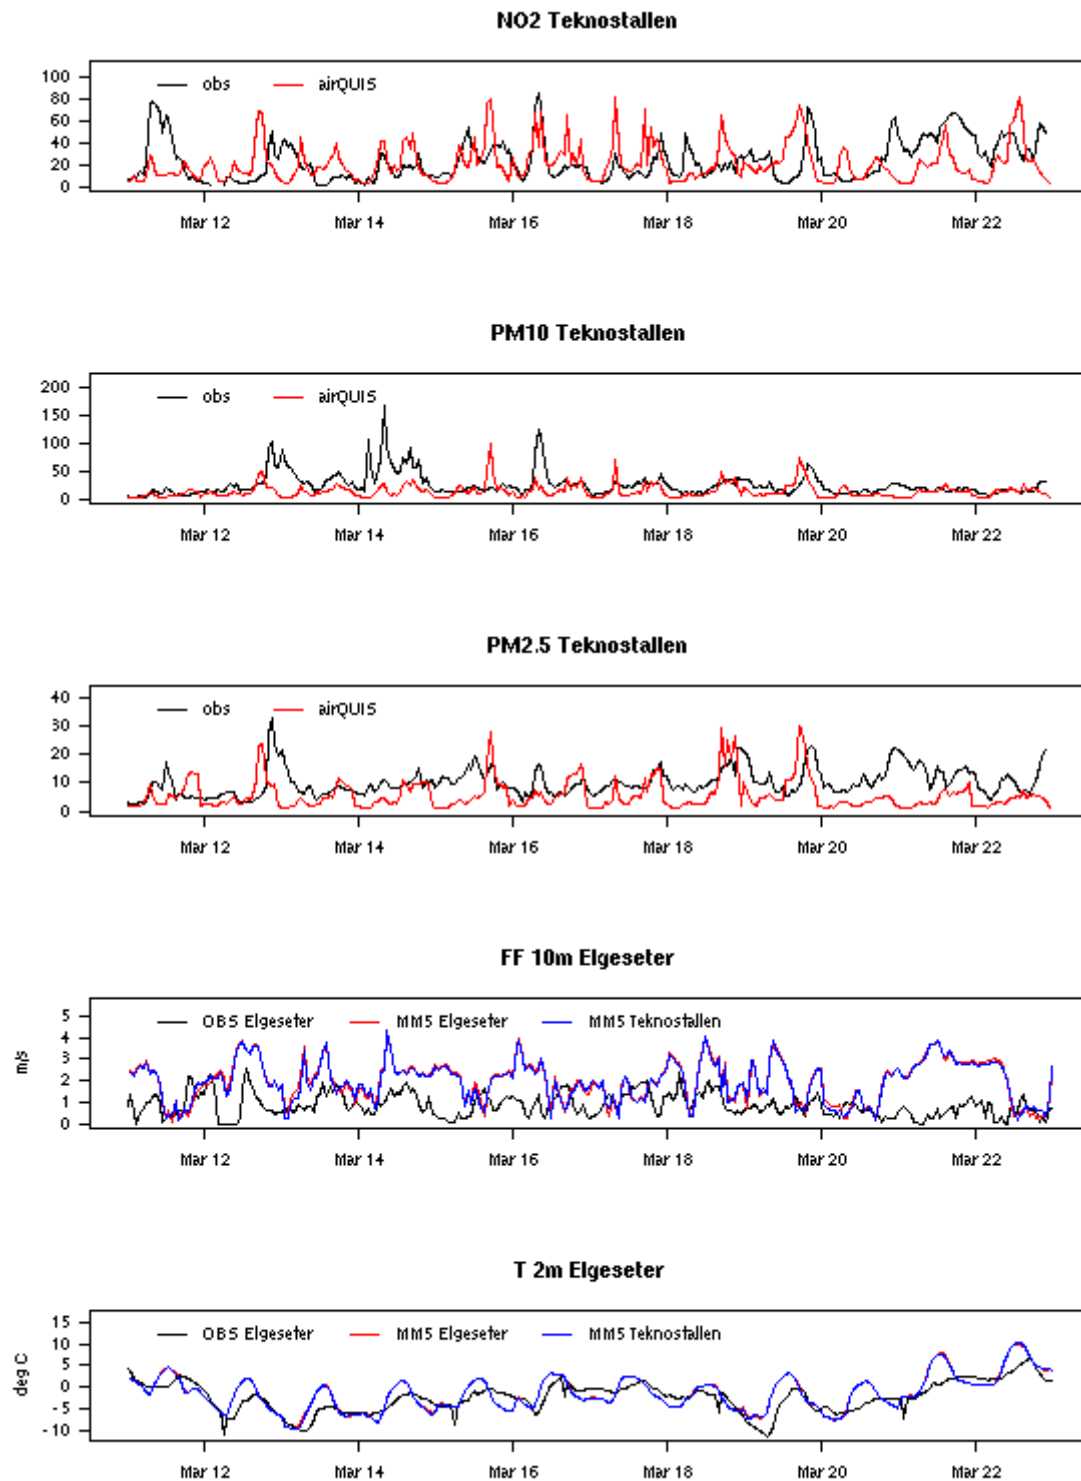 NO2 Teknostallen
obs airQUIS
100
80
60
40
20
0
Mar 12 Mar 14 Mar 16 Mar 18 Mar 20 Mar 22
PM10 Teknostallen
obs airQUIS
200
150
100
50
0
Mar 12 Mar 14 Mar 16 Mar 18 Mar 20 Mar 22
PM2.5 Teknostallen
obs airQUIS
40
30
20
10
0
Mar 12 Mar 14 Mar 16 Mar 18 Mar 20 Mar 22
FF 10m Elgeseter
OBS Elgeseter MM5 Elgeseter MM5 Teknostallen
m/s
5
4
3
2
1
0
Mar 12 Mar 14 Mar 16 Mar 18 Mar 20 Mar 22
T 2m Elgeseter
OBS Elgeseter MM5 Elgeseter MM5 Teknostallen
deg C
15
10
5
0
-5
-10
Mar 12 Mar 14 Mar 16 Mar 18 Mar 20 Mar 22